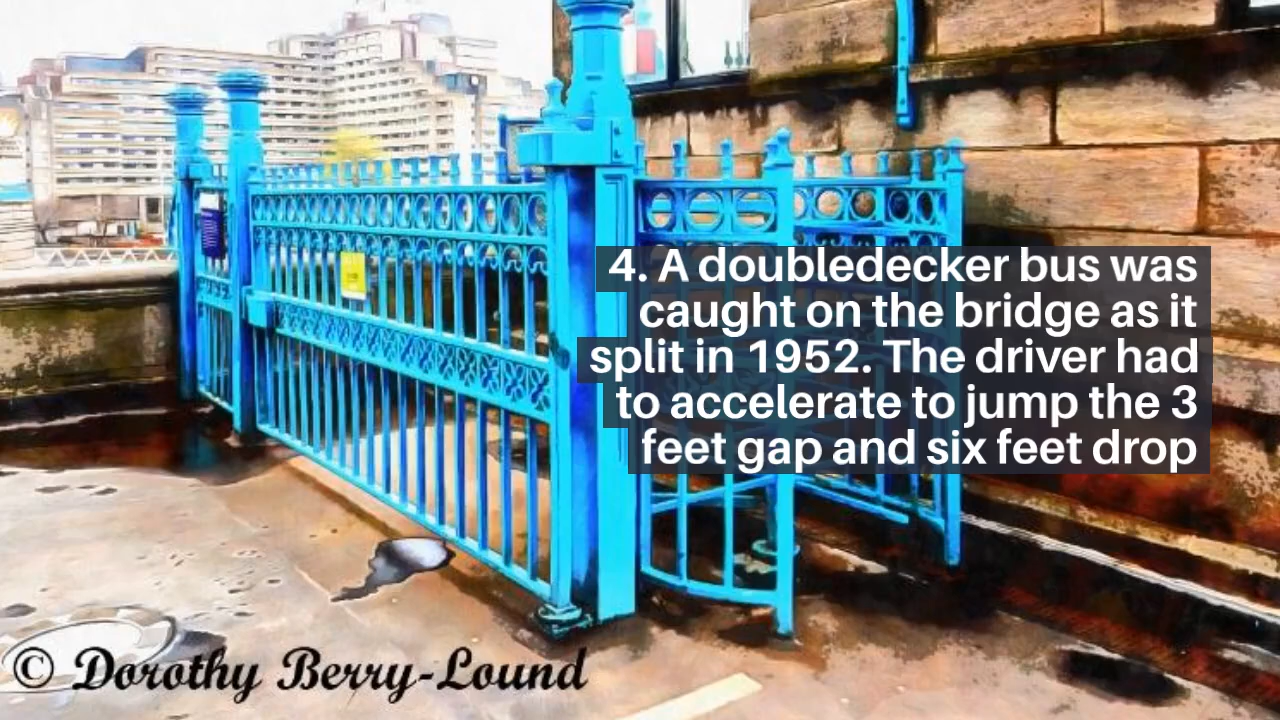 4. A doubledecker bus was
caught on the bridge as it
split in 1952. The driver had
to accelerate to jump the 3
feet gap and six feet drop
© Dorothy Berry-Lound